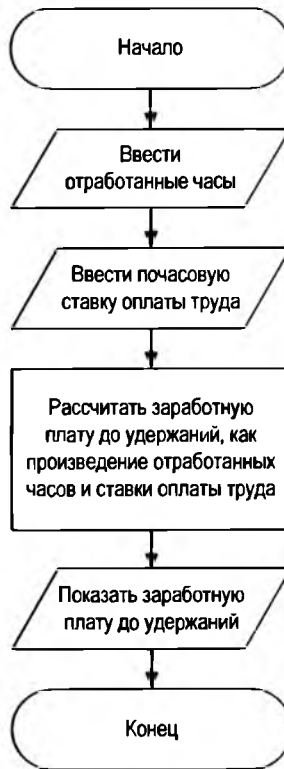 Начало
Ввести
отработанные часы
Ввести почасовую
ставку оплаты труда
Рассчитать заработную
плату до удержаний, как
произведение отработанных
часов и ставки оплаты труда
Показать заработную
плату до удержаний
Конец